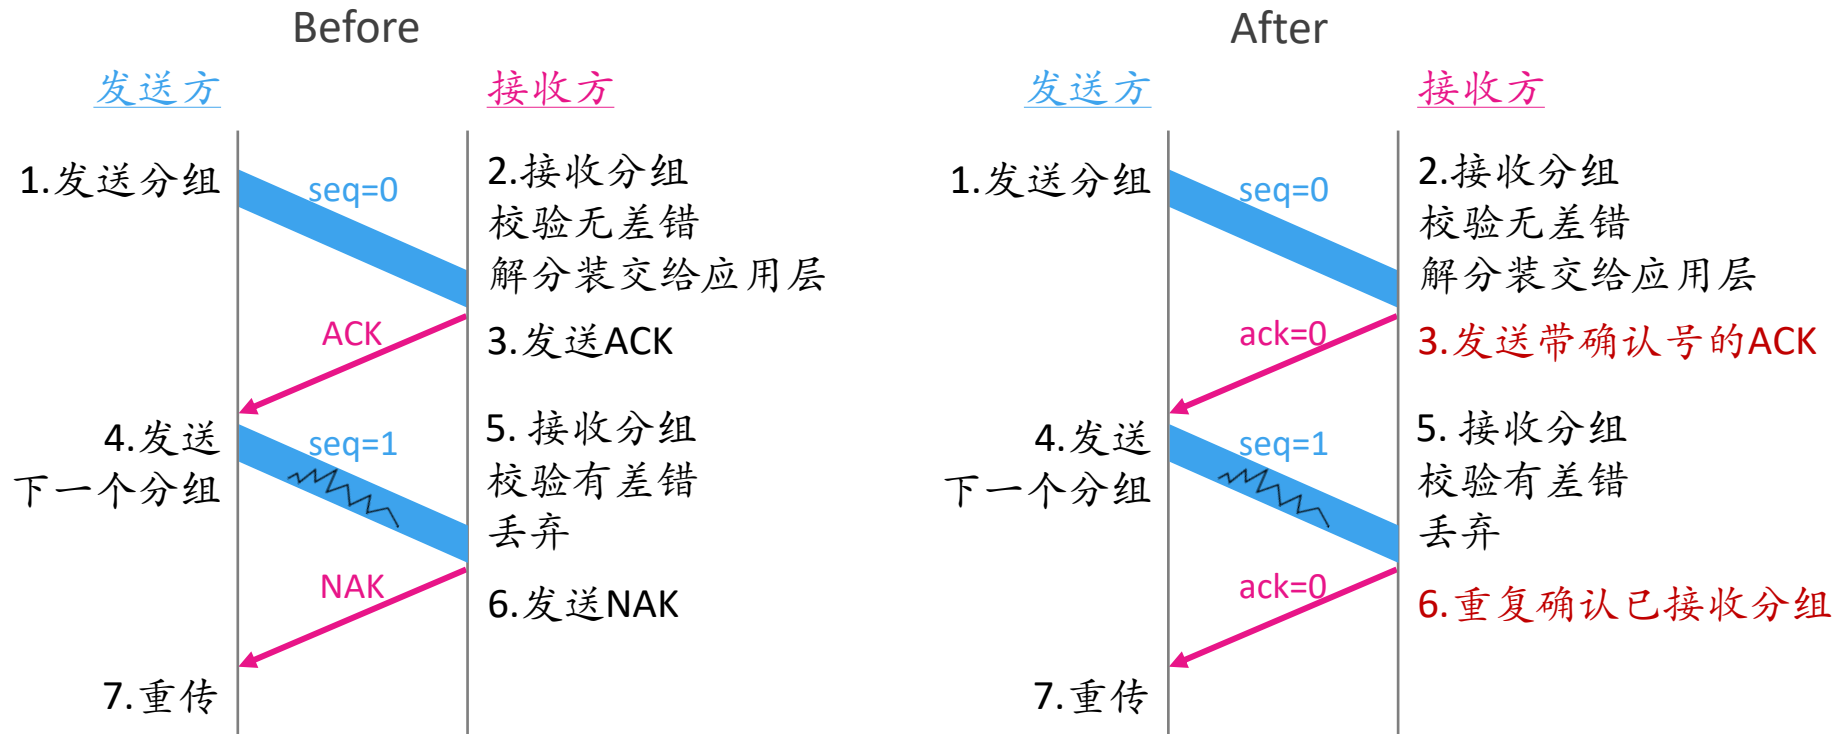 Before
发送方
接收方
1.发送分组
seq=0
2.接收分组
校验无差错
解分装交给应用层
ACK
3.发送ACK
4.发送
下一个分组
seq=1
5. 接收分组
校验有差错
丢弃
NAK
6.发送NAK
7.重传
After
发送方
接收方
1.发送分组
seq=0
2.接收分组
校验无差错
解分装交给应用层
ack=0
3.发送带确认号的ACK
4.发送
下一个分组
seq=1
5. 接收分组
校验有差错
丢弃
ack=0
6.重复确认已接收分组
7.重传